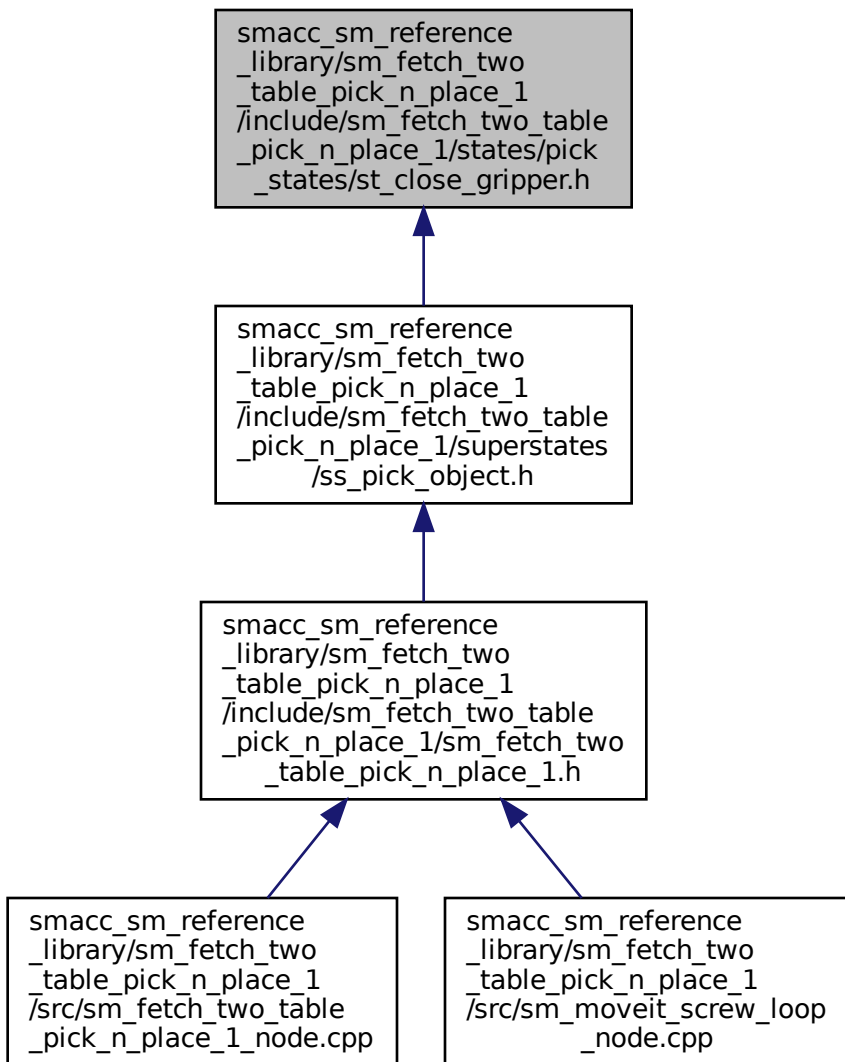 smacc_sm_reference
_library/sm_fetch_two
_table_pick_n_place_1
/include/sm_fetch_two_table
_pick_n_place_1/states/pick
_states/st_close_gripper.h
smacc_sm_reference
_library/sm_fetch_two
_table_pick_n_place_1
/include/sm_fetch_two_table
_pick_n_place_1/superstates
/ss_pick_object.h
smacc_sm_reference
_library/sm_fetch_two
_table_pick_n_place_1
/include/sm_fetch_two_table
_pick_n_place_1/sm_fetch_two
_table_pick_n_place_1.h
smacc_sm_reference
_library/sm_fetch_two
_table_pick_n_place_1
/src/sm_fetch_two_table
_pick_n_place_1_node.cpp
smacc_sm_reference
_library/sm_fetch_two
_table_pick_n_place_1
/src/sm_moveit_screw_loop
_node.cpp